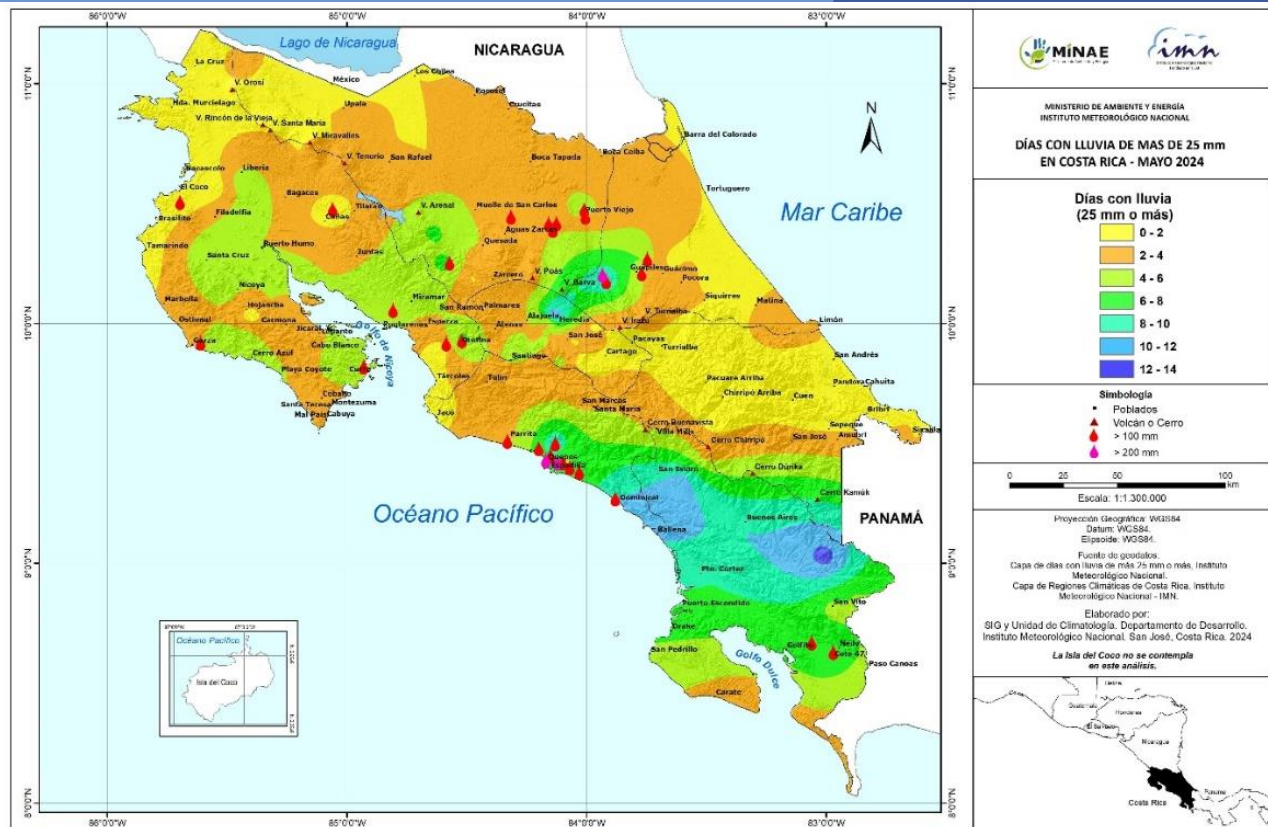 86°0'0"W
85°0'0"W
84°0'0"W
83°0'0"W
11°0'0"N
10°0'0"N
9°0'0"N
8°0'0"N
Lago de Nicaragua
NICARAGUA
La Cruz
V. Orosí
México
Los Chiles
Hda. Murcielago
Upala
Crucitas
V. Rincón de la Vieja
V. Santa María
V. Miravalles
Barra del Colorado
V. Tenorio
San Rafael
Boca Tapada
Boca Ceiba
Liberia
Tortuguero
El Coco
Bagaces
Brasilito
Filadelfia
Cañas
Tilarán
V. Arenal
Muelle de San Carlos
Puerto Viejo
Mar Caribe
Aguas Zarcas
Tamarindo
Puerto Humo
Quesada
Santa Cruz
Juntas
Guápiles
Guácimo
Zarcero
V. Poás
V. Barva
Pocora
Nicoya
Miramar
Siquirres
Matina
Marbella
Hojancha
San Ramón
Palmares
Ostional
Carmona
Puntarenas
Esparza
Alajuela
Heredia
V. Turrialba
Limón
Jicaral
Lepanto
Atenas
San José
V. Irazú
Garza
Golfo de Nicoya
Orotina
Pacayas
Cerro Azul
Cabo Blanco
Santiago
Cartago
Turrialba
San Andrés
Playa Coyote
Tárcoles
Pacuare Arriba
Pandora
Cahuita
Cobano
Chirripó Arriba
Cuen
Santa Teresa
Montezuma
Mal País
Cabuya
Jacó
San Marcos
Santa María
Bribri
Cerro Buenavista
Villa Mills
Sepeque
Parrita
Cerro Chirripó
San José
Amubri
Quepos
San Isidro
Cerro Dúrika
Dominical
Cerro Kamúk
Océano Pacífico
Buenos Aires
PANAMÁ
Ballena
Pto. Cortez
San Vito
Puerto Escondido
Drake
Golfito
Neily
San Pedrillo
Golfo Dulce
Coto 47
Paso Canoas
Carate
N
Océano Pacífico
Isla del Coco
MINAE
imn
MINISTERIO DE AMBIENTE Y ENERGÍA
INSTITUTO METEOROLÓGICO NACIONAL
DÍAS CON LLUVIA DE MAS DE 25 mm
EN COSTA RICA - MAYO 2024
Días con lluvia
(25 mm o más)
0 - 2
2 - 4
4 - 6
6 - 8
8 - 10
10 - 12
12 - 14
Simbología
Poblados
Volcán o Cerro
> 100 mm
> 200 mm
0 25 50 100
km
Escala: 1:1.300.000
Proyección Geográfica: WGS84
Datum: WGS84.
Elipsoide: WGS84.
Fuente de geodatos:
Capa de días con lluvia de más 25 mm o más, Instituto
Meteorológico Nacional.
Capa de Regiones Climáticas de Costa Rica. Instituto
Meteorológico Nacional - IMN.
Elaborado por:
SIG y Unidad de Climatología. Departamento de Desarrollo.
Instituto Meteorológico Nacional. San José, Costa Rica. 2024
La Isla del Coco no se contempla
en este análisis.
Guatemala
Honduras
El Salvador
Nicaragua
Costa Rica
Panama